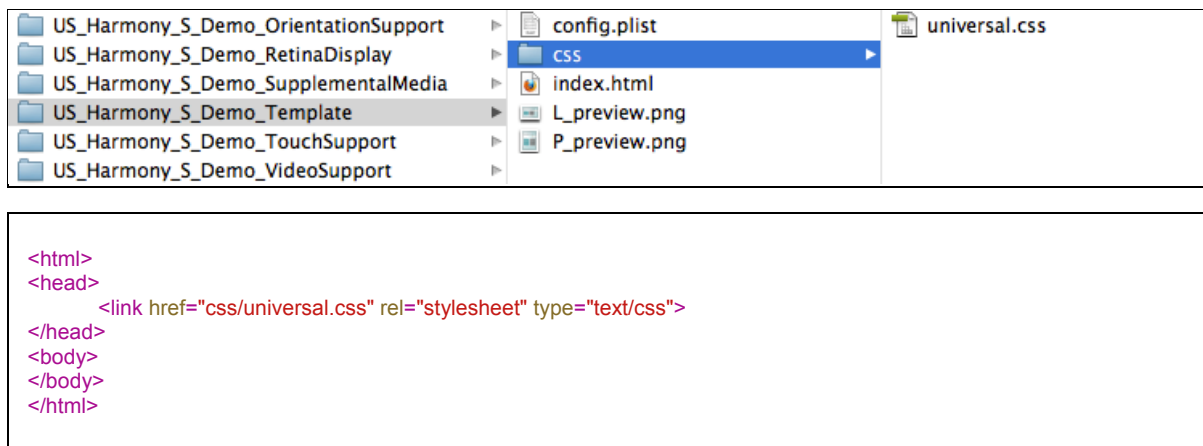 US_Harmony_S_Demo_OrientationSupport config.plist universal.css
US_Harmony_S_Demo_RetinaDisplay css
US_Harmony_S_Demo_SupplementalMedia index.html
US_Harmony_S_Demo_Template L_preview.png
US_Harmony_S_Demo_TouchSupport P_preview.png
US_Harmony_S_Demo_VideoSupport
<html>
<head>
<link href="css/universal.css" rel="stylesheet" type="text/css">
</head>
<body>
</body>
</html>